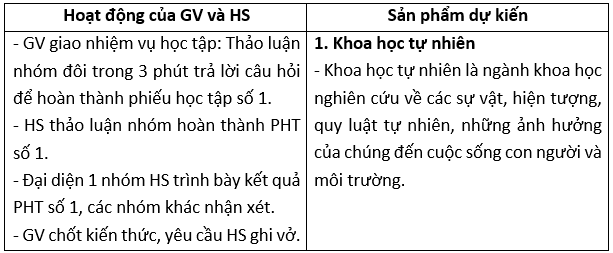 Hoạt động của GV và HS
Sản phẩm dự kiến
- GV giao nhiệm vụ học tập: Thảo luận
nhóm đôi trong 3 phút trả lời câu hỏi
để hoàn thành phiếu học tập số 1.
- HS thảo luận nhóm hoàn thành PHT
số 1.
- Đại diện 1 nhóm HS trình bày kết quả
PHT số 1, các nhóm khác nhận xét.
- GV chốt kiến thức, yêu cầu HS ghi vở.
1. Khoa học tự nhiên
- Khoa học tự nhiên là ngành khoa học
nghiên cứu về các sự vật, hiện tượng,
quy luật tự nhiên, những ảnh hưởng
của chúng đến cuộc sống con người và
môi trường.